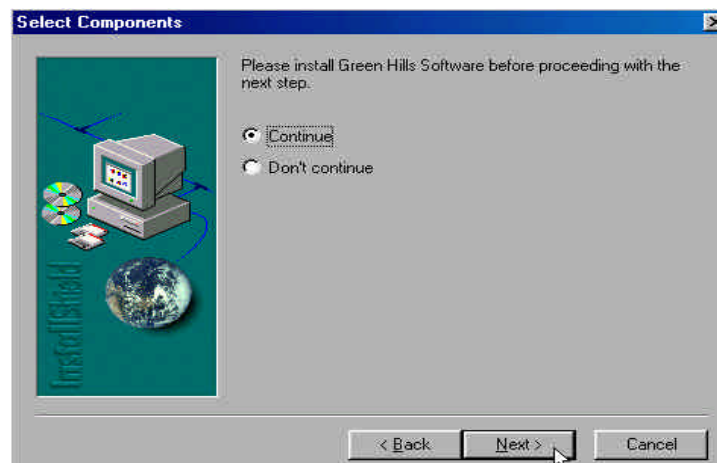 Select Components
Please install Green Hills Software before proceeding with the
next step.
Continue
Don't continue
InstallShield
< Back
Next >
Cancel